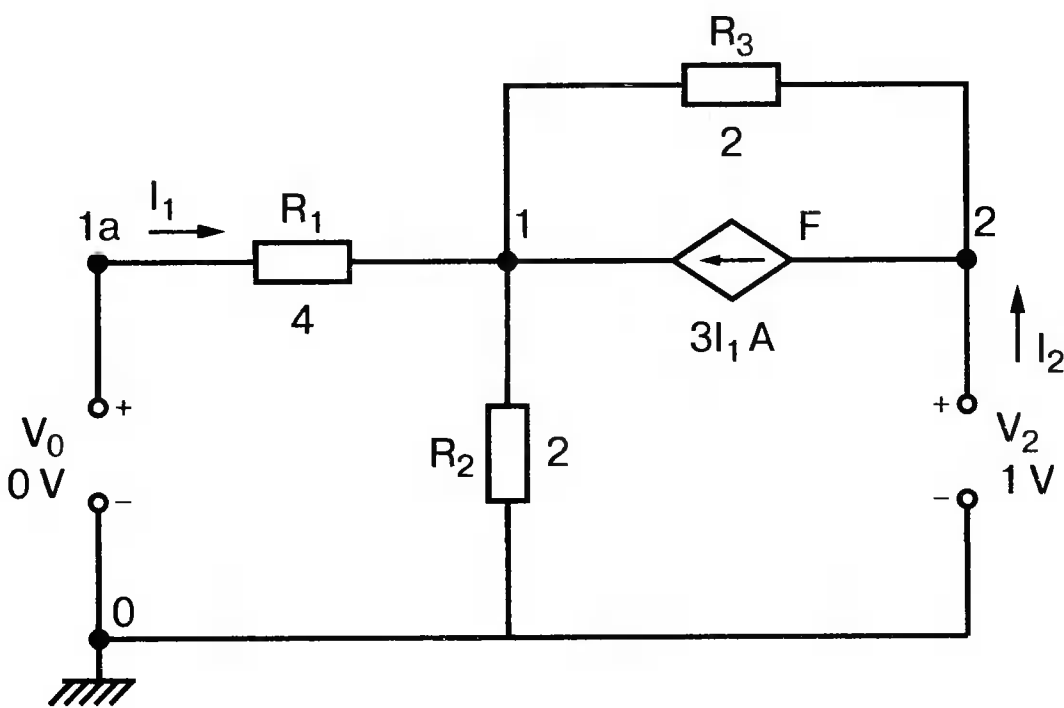 R₃
2
I₁
1a
R₁
4
1
F
2
3I₁ A
I₂
+
V₀
0 V
−
R₂
2
+
V₂
1 V
−
0